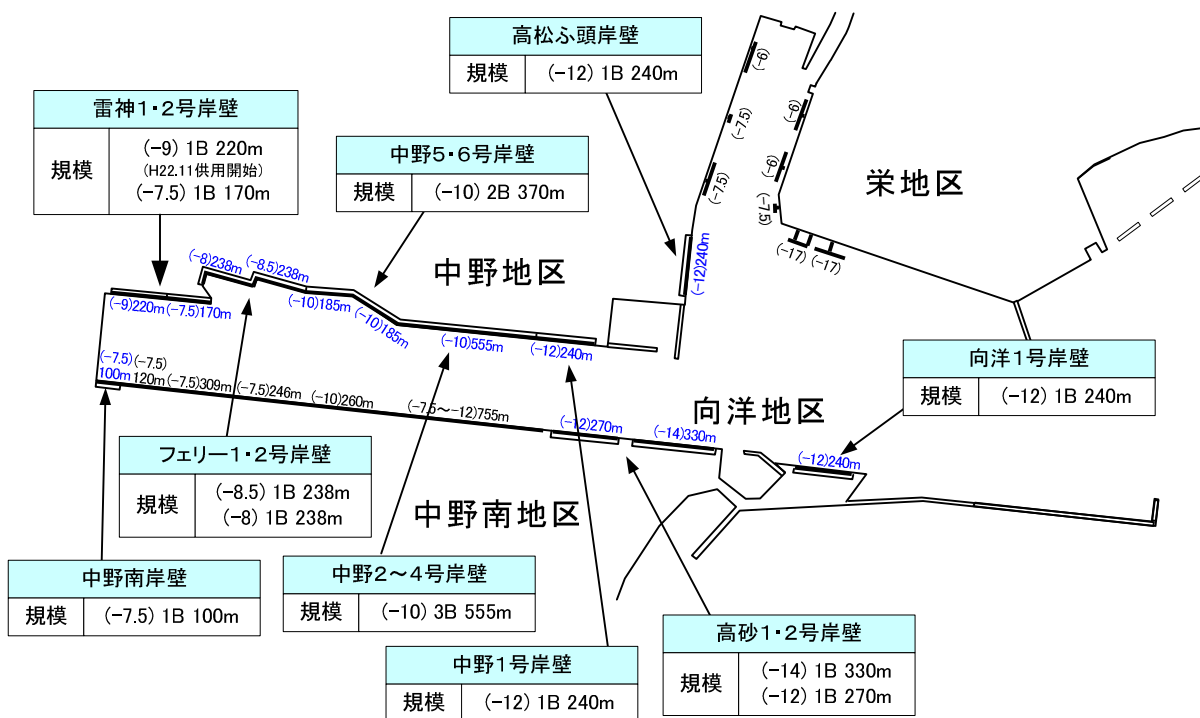 高松ふ頭岸壁
規模 (-12) 1B 240m
雷神1・2号岸壁
規模
(-9) 1B 220m
(H22.11供用開始)
(-7.5) 1B 170m
中野5・6号岸壁
規模 (-10) 2B 370m
(-6)
(-7.5)
(-7.5)
(-6)
(-6)
(-7.5)
(-17)
(-17)
栄地区
(-12)240m
中野地区
(-8)238m
(-8.5)238m
(-9)220m
(-7.5)170m
(-10)185m
(-10)185m
(-10)555m
(-12)240m
(-7.5)
100m
(-7.5)
120m
(-7.5)309m
(-7.5)246m
(-10)260m
(-7.5～-12)755m
(-12)270m
(-14)330m
向洋地区
(-12)240m
向洋1号岸壁
規模 (-12) 1B 240m
フェリー1・2号岸壁
規模
(-8.5) 1B 238m
(-8) 1B 238m
中野南地区
中野南岸壁
規模 (-7.5) 1B 100m
中野2～4号岸壁
規模 (-10) 3B 555m
中野1号岸壁
規模 (-12) 1B 240m
高砂1・2号岸壁
規模
(-14) 1B 330m
(-12) 1B 270m